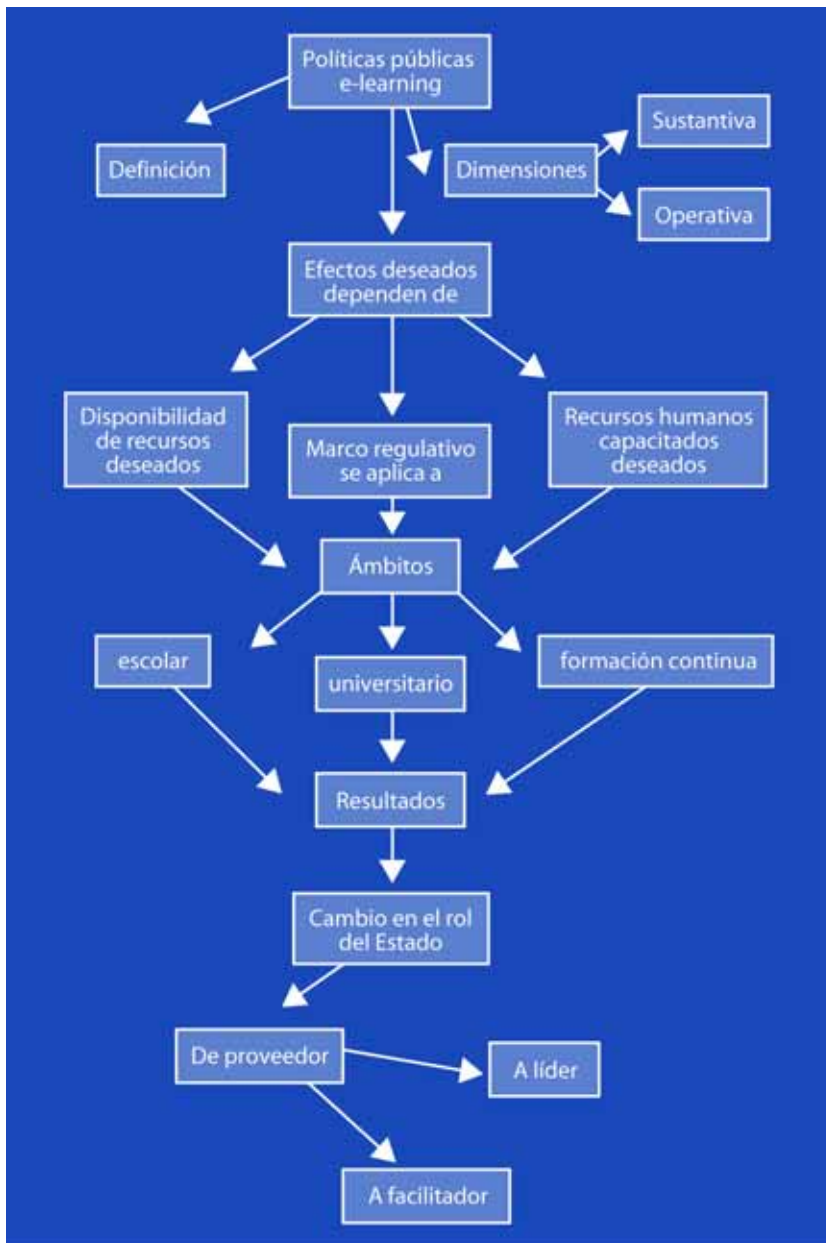 Políticas públicas
e-learning
Sustantiva
Definición
Dimensiones
Operativa
Efectos deseados
dependen de
Disponibilidad
de recursos
deseados
Marco regulativo
se aplica a
Recursos humanos
capacitados
deseados
Ámbitos
escolar
universitario
formación continua
Resultados
Cambio en el rol
del Estado
De proveedor
A líder
A facilitador